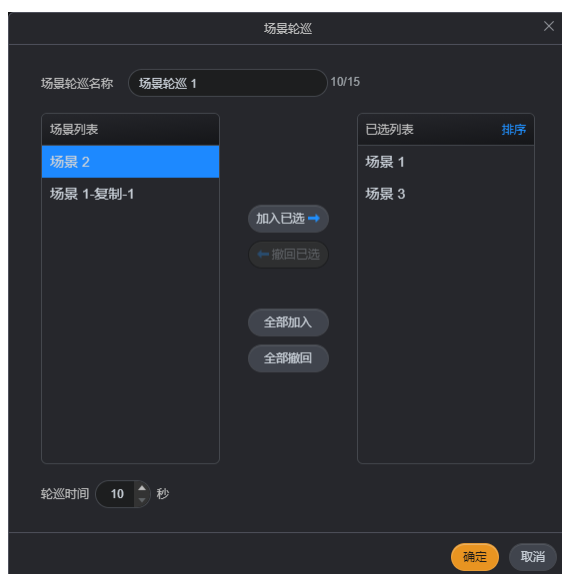 场景轮巡
场景轮巡名称 场景轮巡 1 10/15
场景列表
场景 2
场景 1-复制-1
加入已选
撤回已选
全部加入
全部撤回
已选列表 排序
场景 1
场景 3
轮巡时间 10 秒
确定 取消